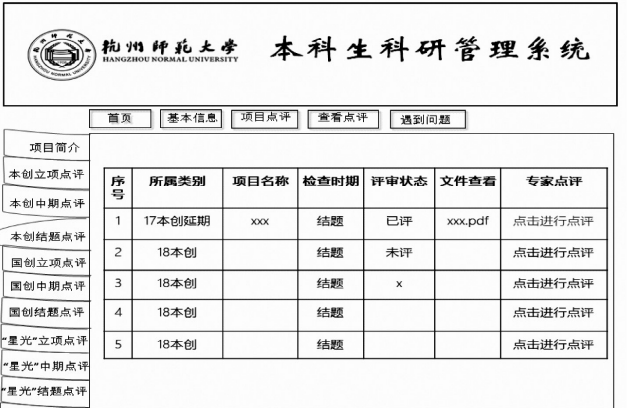 杭州师范大学
HANGZHOU NORMAL UNIVERSITY
本科生科研管理系统
首页 基本信息 项目点评 查看点评 遇到问题
项目简介
本创立项点评
本创中期点评
本创结题点评
国创立项点评
国创中期点评
国创结题点评
“星光”立项点评
“星光”中期点评
“星光”结题点评
序号 所属类别 项目名称 检查时期 评审状态 文件查看 专家点评
1 17本创延期 xxx 结题 已评 xxx.pdf 点击进行点评
2 18本创 结题 未评 点击进行点评
3 18本创 结题 x 点击进行点评
4 18本创 结题 点击进行点评
5 18本创 结题 点击进行点评